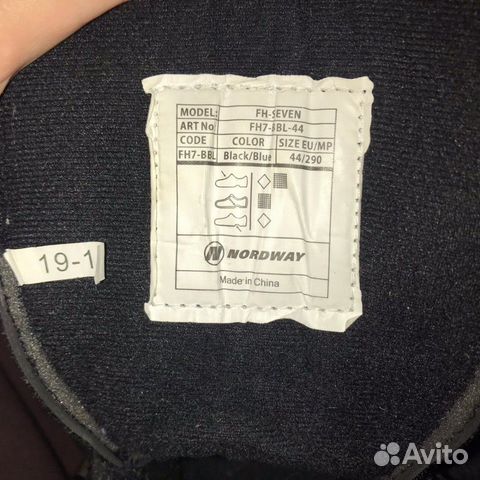 MODEL: FH-SEVEN
ART No FH7-BBL-44
CODE COLOR SIZE EU/MP
FH7-BBL Black/Blue 44/290
N NORDWAY
Made in China
19-1
Avito